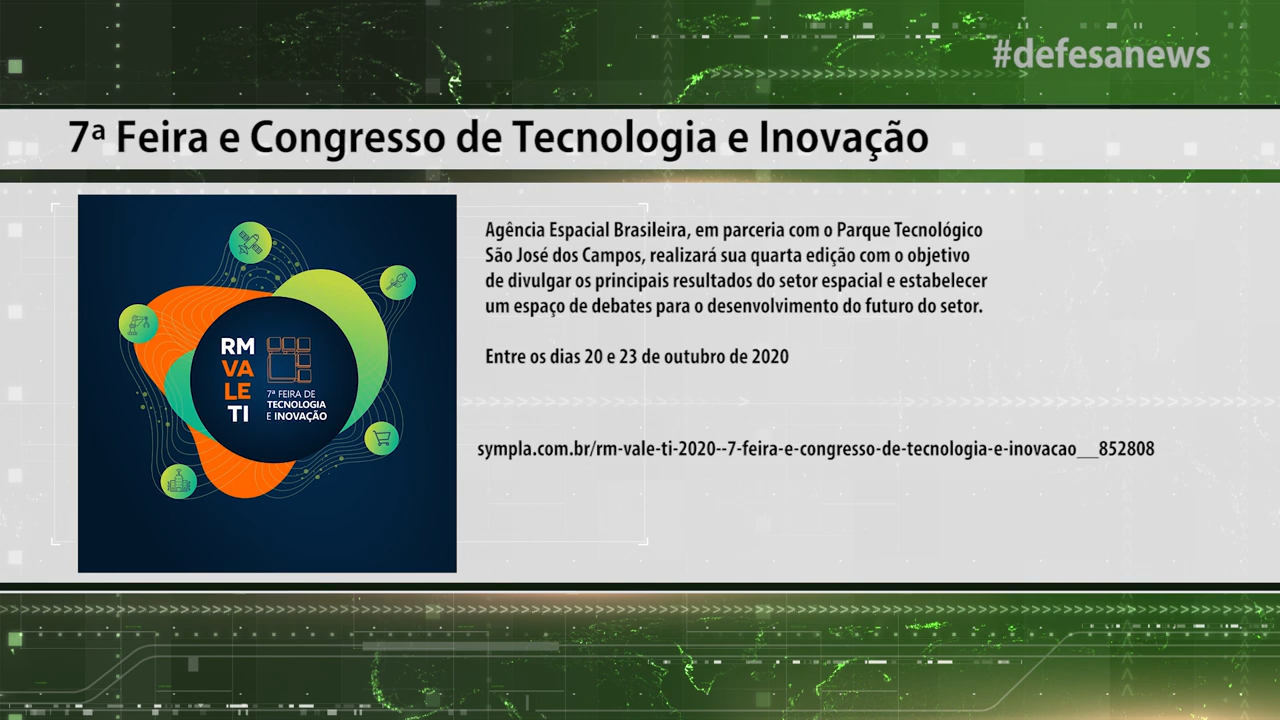 #defesanews
7ª Feira e Congresso de Tecnologia e Inovação
RM
VA
LE
TI
7ª FEIRA DE
TECNOLOGIA
E INOVAÇÃO
Agência Espacial Brasileira, em parceria com o Parque Tecnológico
São José dos Campos, realizará sua quarta edição com o objetivo
de divulgar os principais resultados do setor espacial e estabelecer
um espaço de debates para o desenvolvimento do futuro do setor.
Entre os dias 20 e 23 de outubro de 2020
sympla.com.br/rm-vale-ti-2020--7-feira-e-congresso-de-tecnologia-e-inovacao__852808